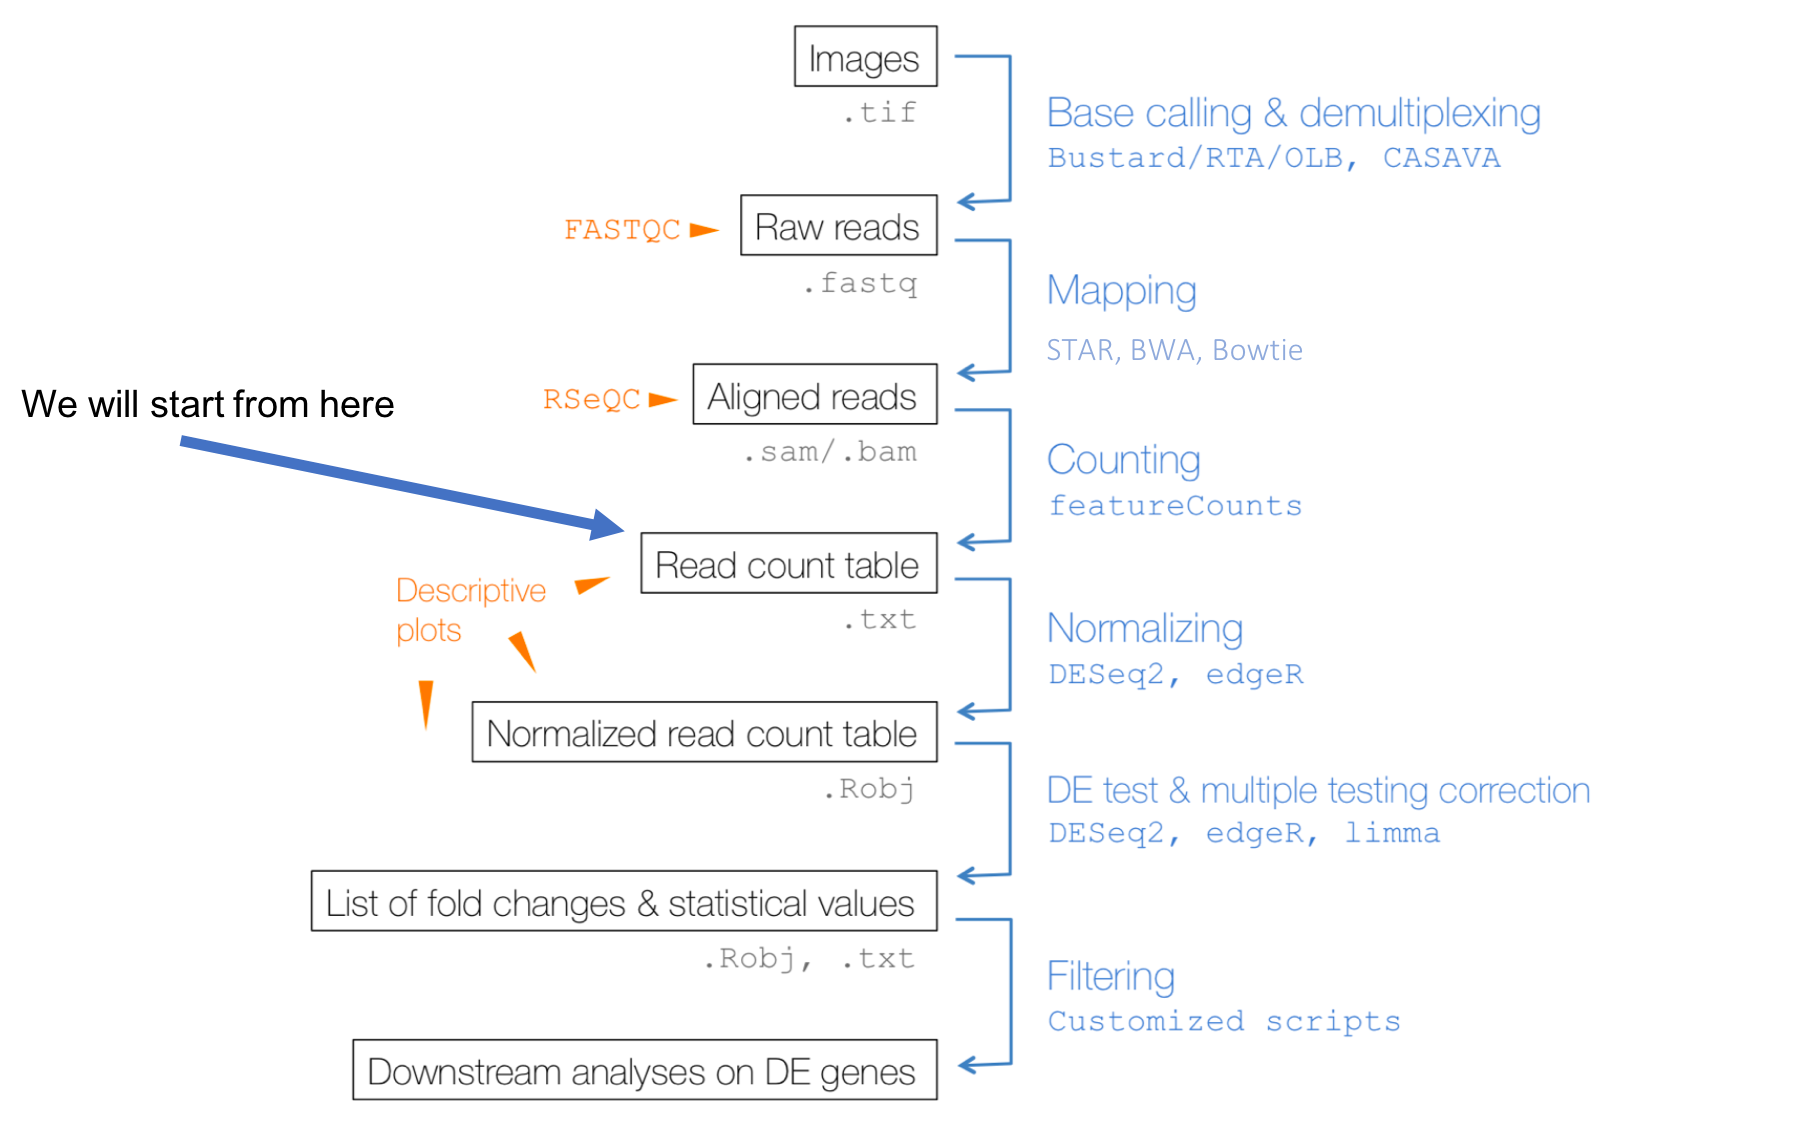 Images
.tif
Base calling & demultiplexing
Bustard/RTA/OLB, CASAVA
FASTQC
Raw reads
.fastq
Mapping
STAR, BWA, Bowtie
We will start from here
RSeQC
Aligned reads
.sam/.bam
Counting
featureCounts
Read count table
.txt
Descriptive
plots
Normalizing
DESeq2, edgeR
Normalized read count table
.Robj
DE test & multiple testing correction
DESeq2, edgeR, limma
List of fold changes & statistical values
.Robj, .txt
Filtering
Customized scripts
Downstream analyses on DE genes